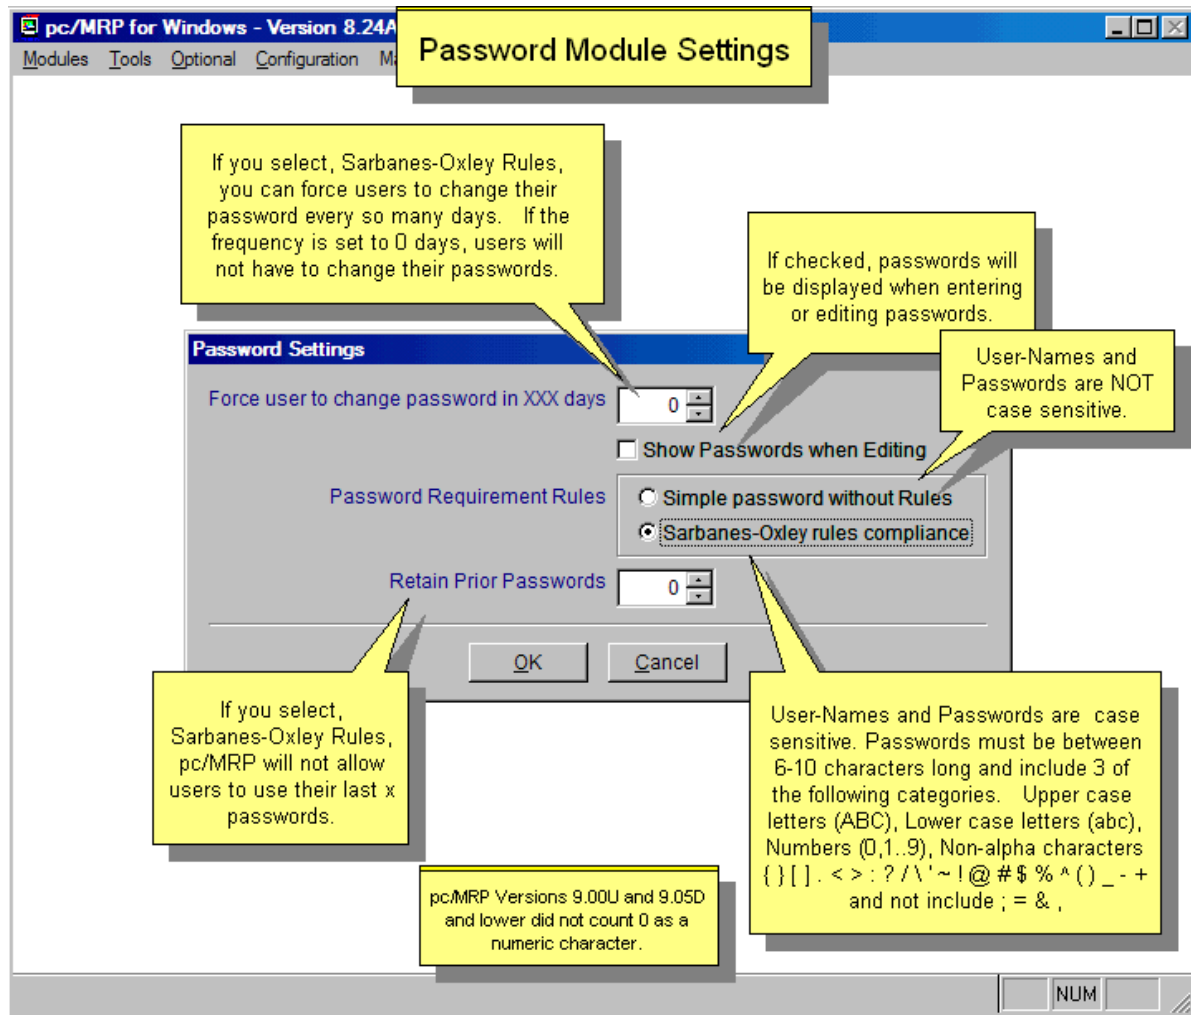 pc/MRP for Windows - Version 8.24A
Password Module Settings
Modules Tools Optional Configuration Ma
If you select, Sarbanes-Oxley Rules,
you can force users to change their
password every so many days. If the
frequency is set to 0 days, users will
not have to change their passwords.
If checked, passwords will
be displayed when entering
or editing passwords.
User-Names and
Passwords are NOT
case sensitive.
Password Settings
Force user to change password in XXX days 0
Show Passwords when Editing
Password Requirement Rules
Simple password without Rules
Sarbanes-Oxley rules compliance
Retain Prior Passwords 0
OK Cancel
If you select,
Sarbanes-Oxley Rules,
pc/MRP will not allow
users to use their last x
passwords.
User-Names and Passwords are case
sensitive. Passwords must be between
6-10 characters long and include 3 of
the following categories. Upper case
letters (ABC), Lower case letters (abc),
Numbers (0,1..9), Non-alpha characters
{ } [ ] . < > : ? / \ ' ~ ! @ # $ % ^ ( ) _ - +
and not include ; = & ,
pc/MRP Versions 9.00U and 9.05D
and lower did not count 0 as a
numeric character.
NUM